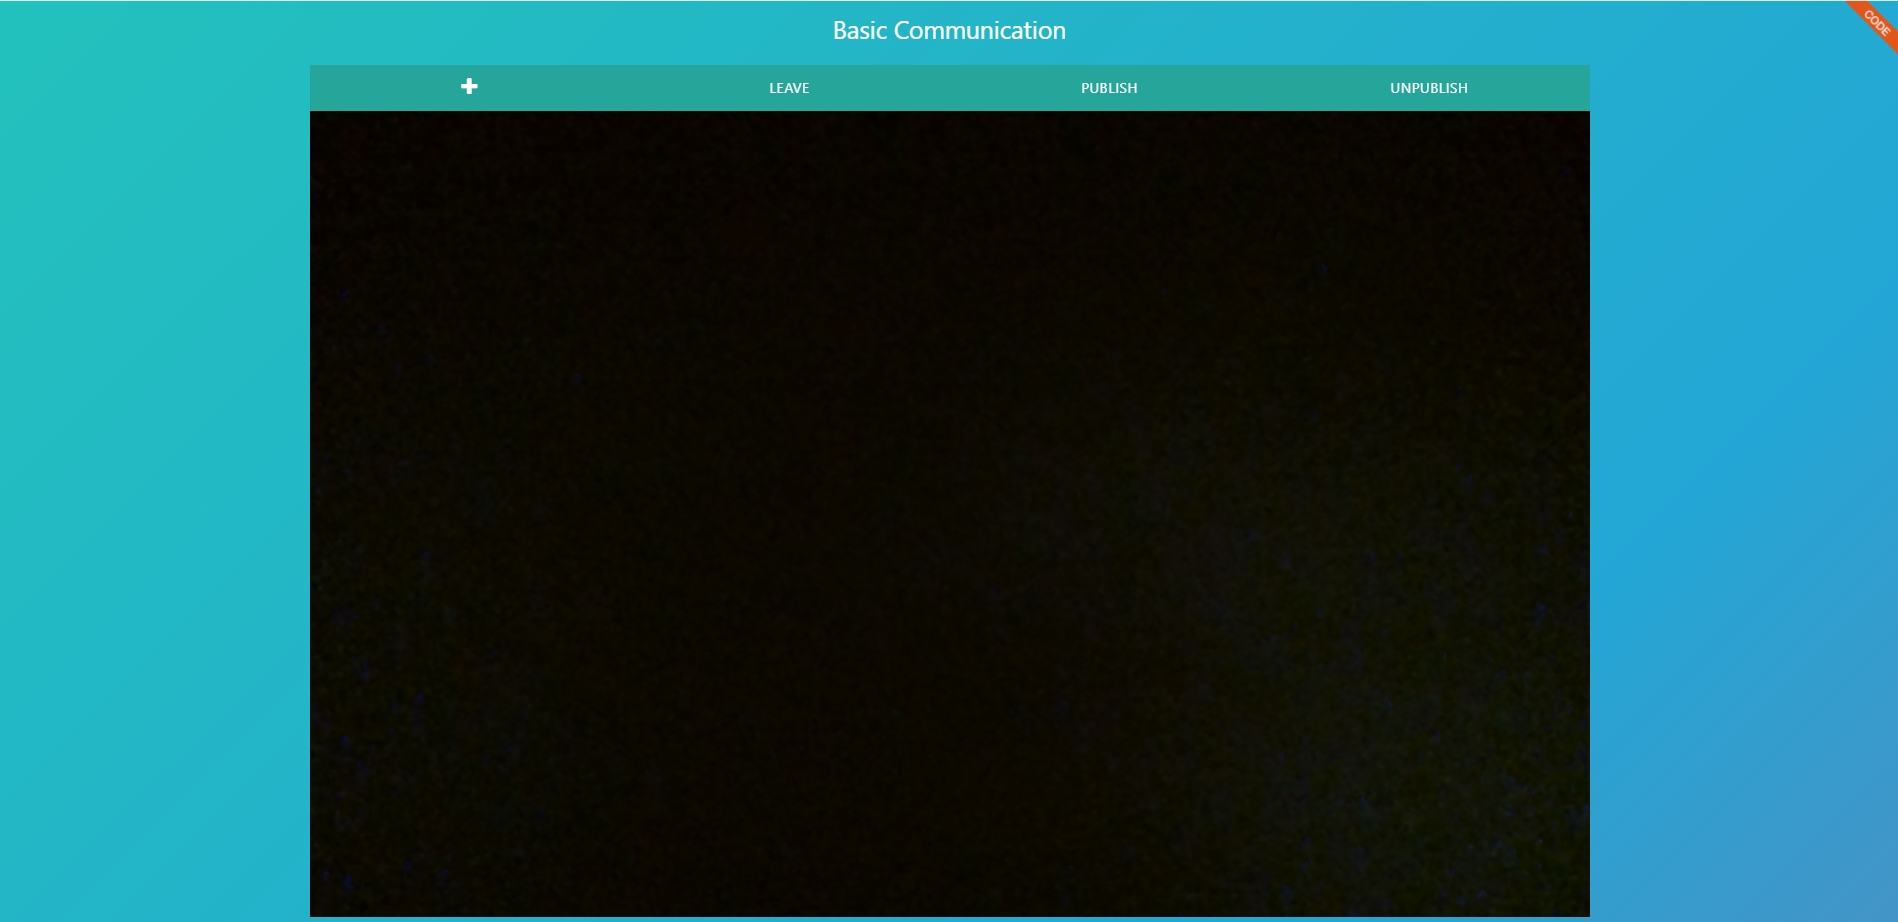 Basic Communication
CODE
LEAVE
PUBLISH
UNPUBLISH